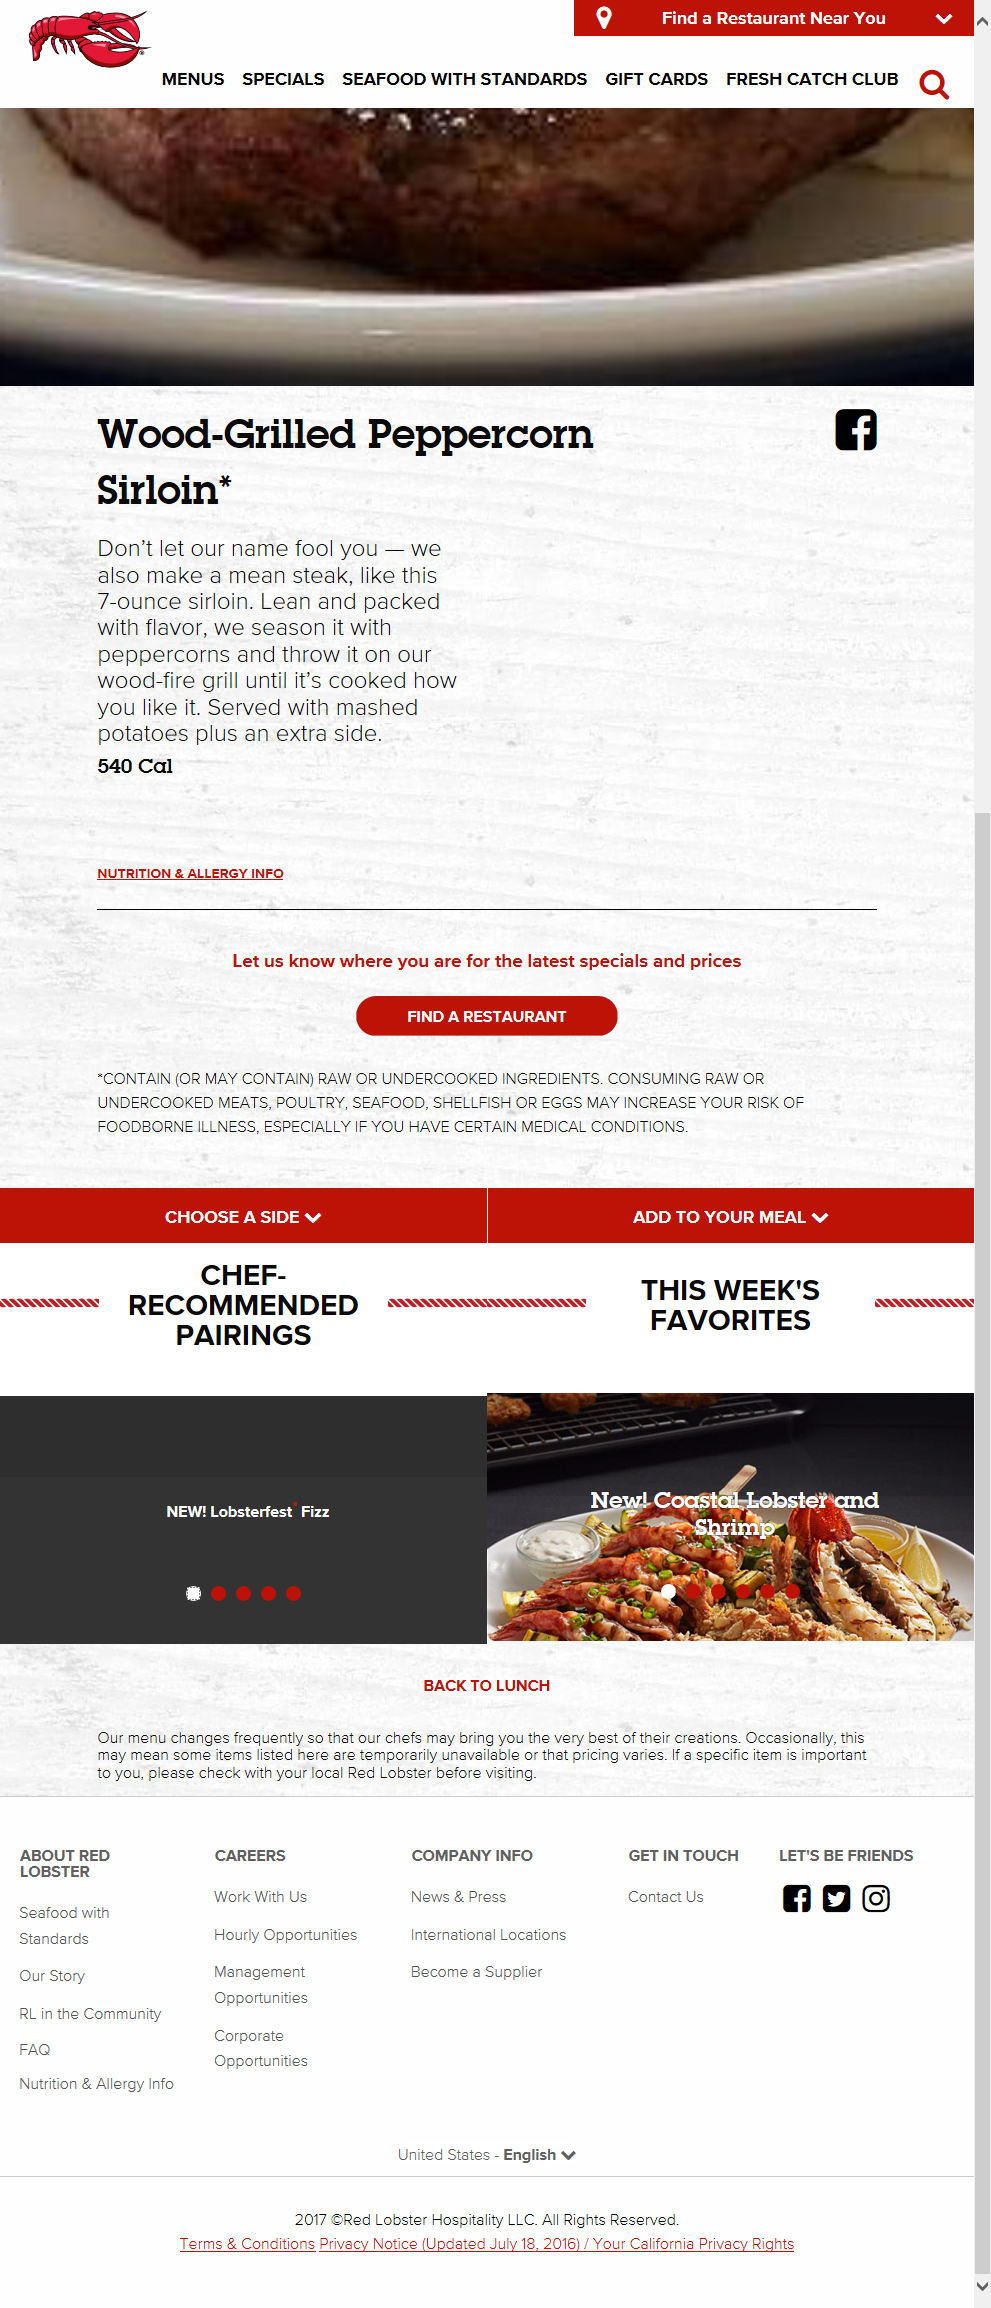 Find a Restaurant Near You
MENUS SPECIALS SEAFOOD WITH STANDARDS GIFT CARDS FRESH CATCH CLUB
Wood-Grilled Peppercorn
Sirloin*
Don't let our name fool you — we
also make a mean steak, like this
7-ounce sirloin. Lean and packed
with flavor, we season it with
peppercorns and throw it on our
wood-fire grill until it's cooked how
you like it. Served with mashed
potatoes plus an extra side.
540 Cal
NUTRITION & ALLERGY INFO
Let us know where you are for the latest specials and prices
FIND A RESTAURANT
*CONTAIN (OR MAY CONTAIN) RAW OR UNDERCOOKED INGREDIENTS. CONSUMING RAW OR
UNDERCOOKED MEATS, POULTRY, SEAFOOD, SHELLFISH OR EGGS MAY INCREASE YOUR RISK OF
FOODBORNE ILLNESS, ESPECIALLY IF YOU HAVE CERTAIN MEDICAL CONDITIONS.
CHOOSE A SIDE
ADD TO YOUR MEAL
CHEF-
RECOMMENDED
PAIRINGS
THIS WEEK'S
FAVORITES
NEW! Lobsterfest® Fizz
New! Coastal Lobster and
Shrimp
BACK TO LUNCH
Our menu changes frequently so that our chefs may bring you the very best of their creations. Occasionally, this
may mean some items listed here are temporarily unavailable or that pricing varies. If a specific item is important
to you, please check with your local Red Lobster before visiting.
ABOUT RED
LOBSTER
Seafood with
Standards
Our Story
RL in the Community
FAQ
Nutrition & Allergy Info
CAREERS
Work With Us
Hourly Opportunities
Management
Opportunities
Corporate
Opportunities
COMPANY INFO
News & Press
International Locations
Become a Supplier
GET IN TOUCH
Contact Us
LET'S BE FRIENDS
United States - English
2017 ©Red Lobster Hospitality LLC. All Rights Reserved.
Terms & Conditions Privacy Notice (Updated July 18, 2016) / Your California Privacy Rights